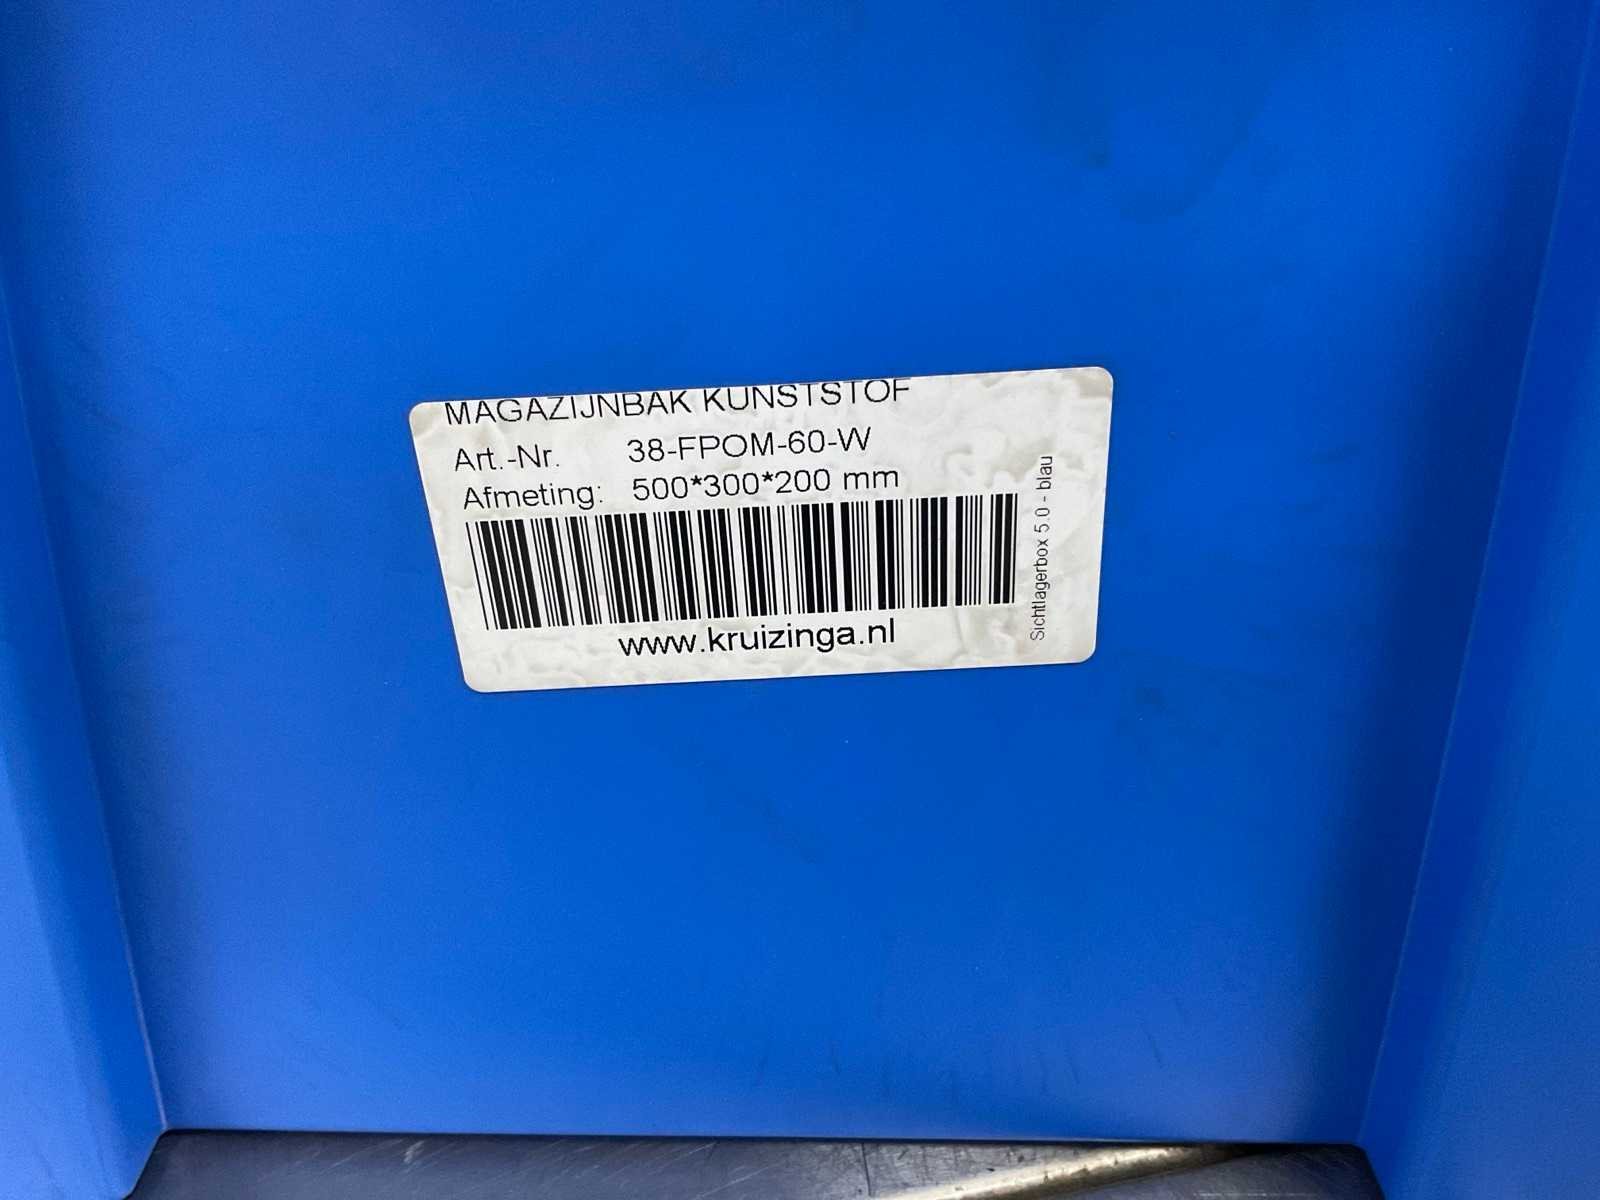 MAGAZIJNBAK KUNSTSTOF
Art.-Nr. 38-FPOM-60-W
Afmeting: 500*300*200 mm
www.kruizinga.nl
Sichtlagerbox 5.0 - blau